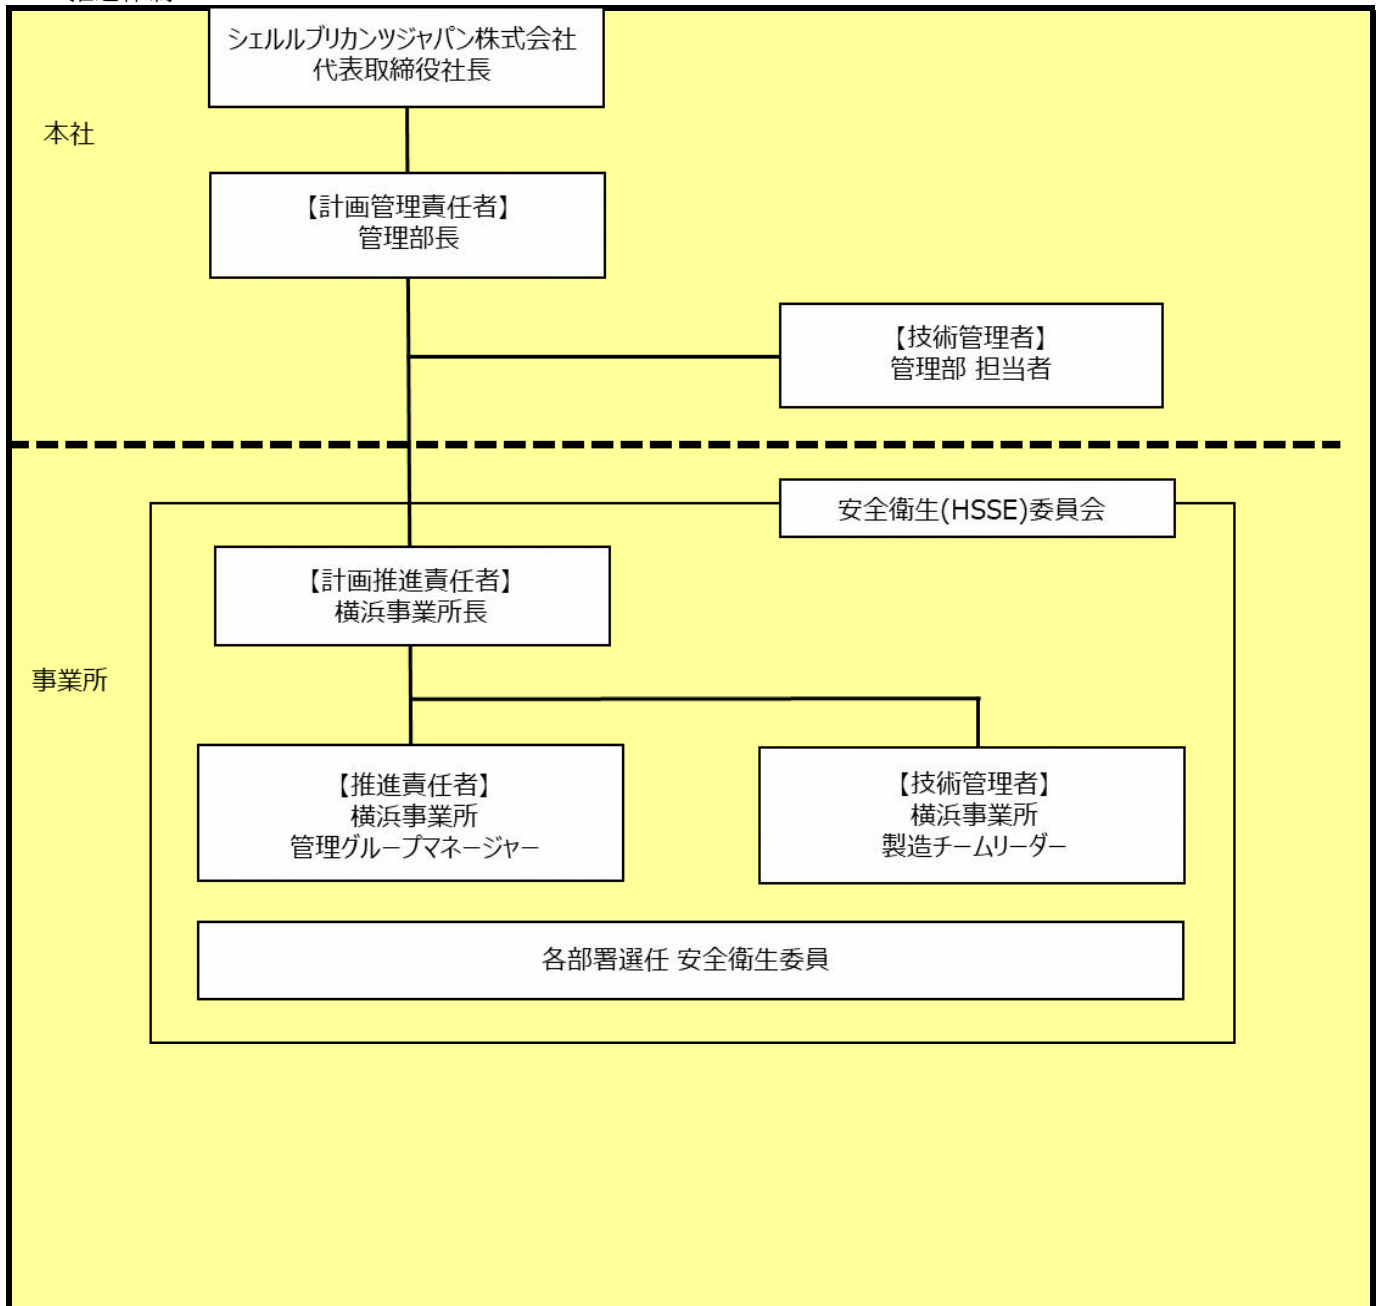 シェルルブリカンツジャパン株式会社
代表取締役社長
本社
【計画管理責任者】
管理部長
【技術管理者】
管理部 担当者
安全衛生(HSSE)委員会
【計画推進責任者】
横浜事業所長
事業所
【推進責任者】
横浜事業所
管理グループマネージャー
【技術管理者】
横浜事業所
製造チームリーダー
各部署選任 安全衛生委員